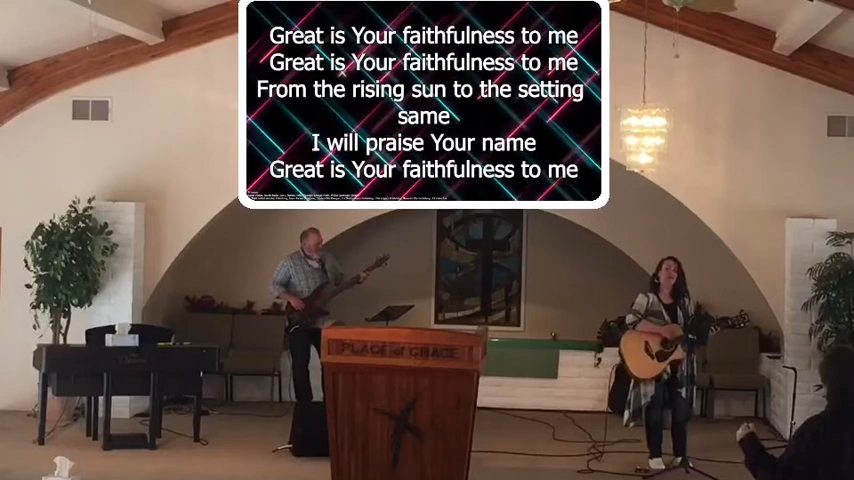 Great is Your faithfulness to me
Great is Your faithfulness to me
From the rising sun to the setting
same
I will praise Your name
Great is Your faithfulness to me
PLACE of GRACE